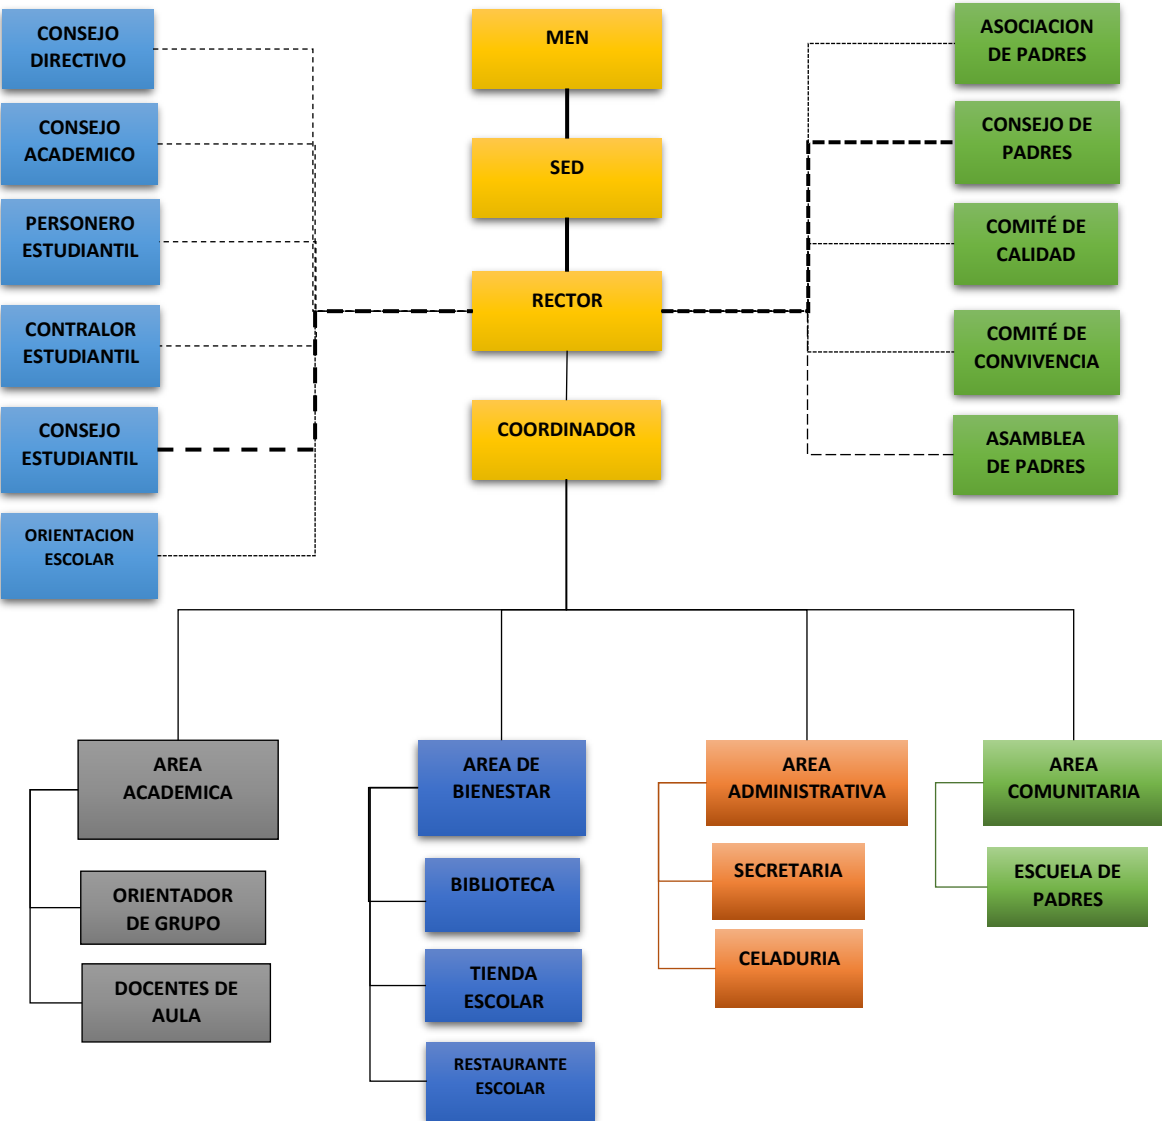 CONSEJO
DIRECTIVO
CONSEJO
ACADEMICO
PERSONERO
ESTUDIANTIL
CONTRALOR
ESTUDIANTIL
CONSEJO
ESTUDIANTIL
ORIENTACION
ESCOLAR
MEN
SED
RECTOR
COORDINADOR
ASOCIACION
DE PADRES
CONSEJO DE
PADRES
COMITÉ DE
CALIDAD
COMITÉ DE
CONVIVENCIA
ASAMBLEA
DE PADRES
AREA
ACADEMICA
ORIENTADOR
DE GRUPO
DOCENTES DE
AULA
AREA DE
BIENESTAR
BIBLIOTECA
TIENDA
ESCOLAR
RESTAURANTE
ESCOLAR
AREA
ADMINISTRATIVA
SECRETARIA
CELADURIA
AREA
COMUNITARIA
ESCUELA DE
PADRES